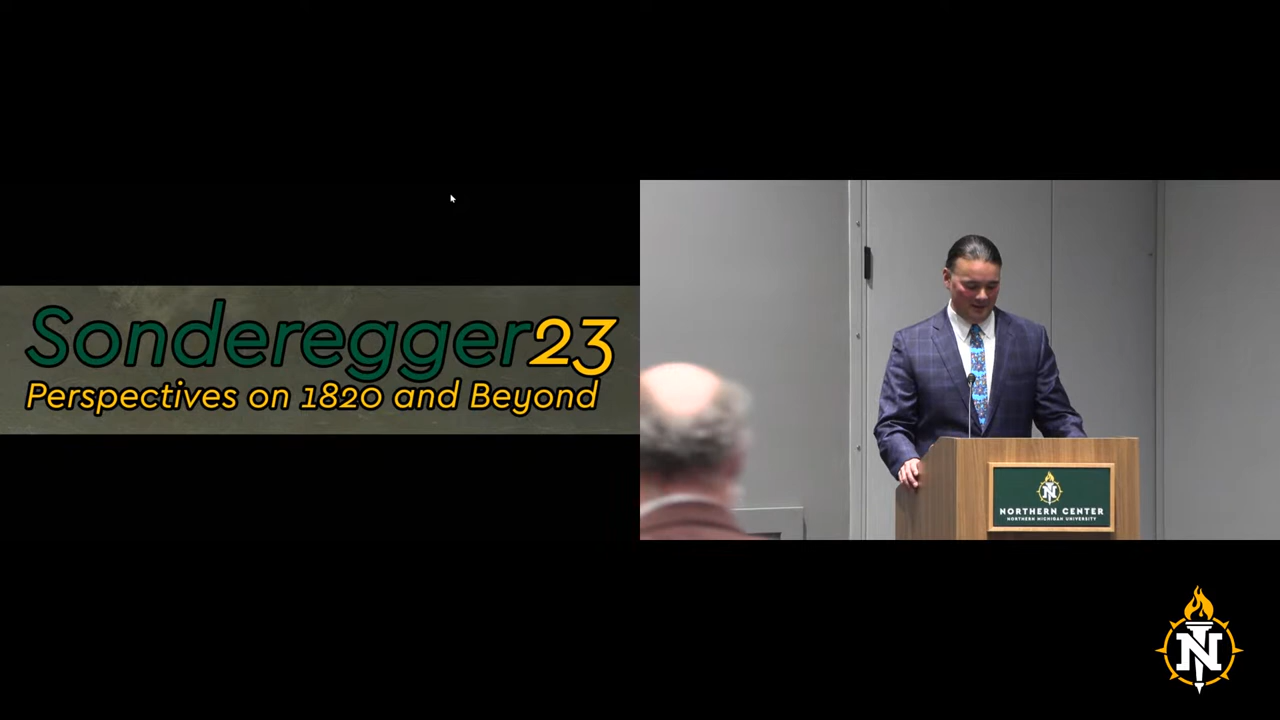 Sonderegger23
Perspectives on 1820 and Beyond
N
NORTHERN CENTER
NORTHERN MICHIGAN UNIVERSITY
N